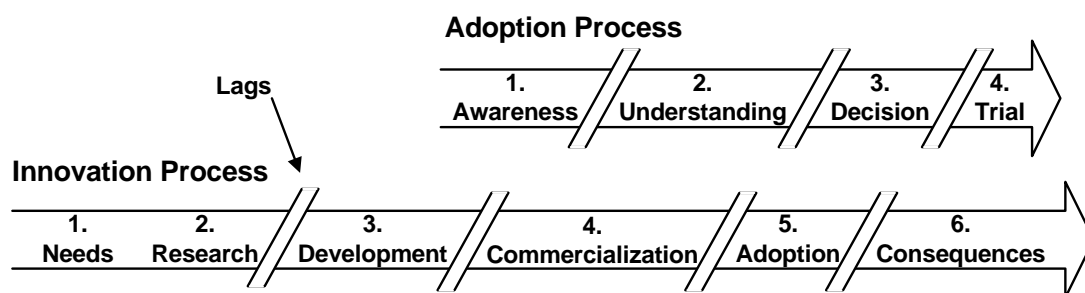 Adoption Process
1. 2. 3. 4.
Awareness Understanding Decision Trial
Lags
Innovation Process
1. 2. 3. 4. 5. 6.
Needs Research Development Commercialization Adoption Consequences